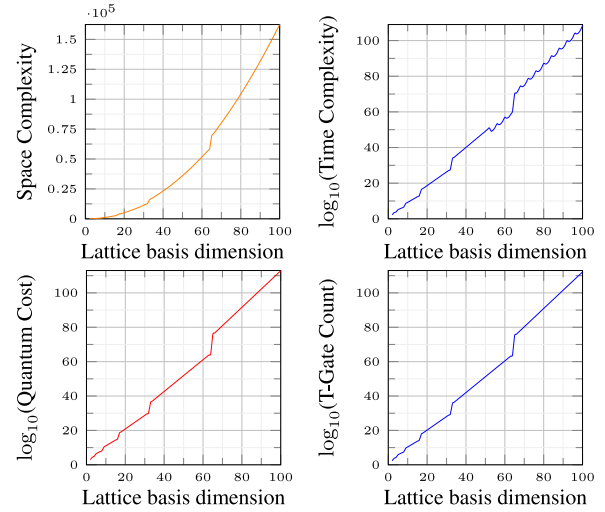 ·10⁵
1.5
1.25
1
0.75
0.5
0.25
0
0 20 40 60 80 100
Space Complexity
Lattice basis dimension
100
80
60
40
20
0
0 20 40 60 80 100
log₁₀(Time Complexity)
Lattice basis dimension
100
80
60
40
20
0
0 20 40 60 80 100
log₁₀(Quantum Cost)
Lattice basis dimension
100
80
60
40
20
0
0 20 40 60 80 100
log₁₀(T-Gate Count)
Lattice basis dimension